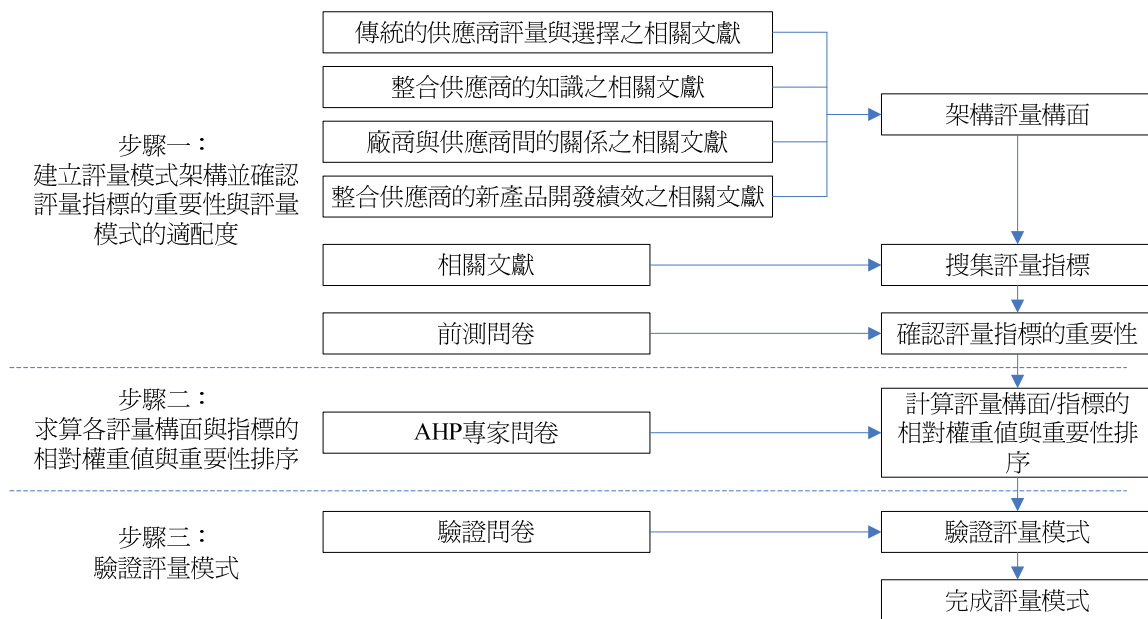 傳統的供應商評量與選擇之相關文獻
整合供應商的知識之相關文獻
廠商與供應商間的關係之相關文獻
整合供應商的新產品開發績效之相關文獻
架構評量構面
步驟一：
建立評量模式架構並確認
評量指標的重要性與評量
模式的適配度
相關文獻
搜集評量指標
前測問卷
確認評量指標的重要性
步驟二：
求算各評量構面與指標的
相對權重值與重要性排序
AHP專家問卷
計算評量構面/指標的
相對權重值與重要性排
序
步驟三：
驗證評量模式
驗證問卷
驗證評量模式
完成評量模式